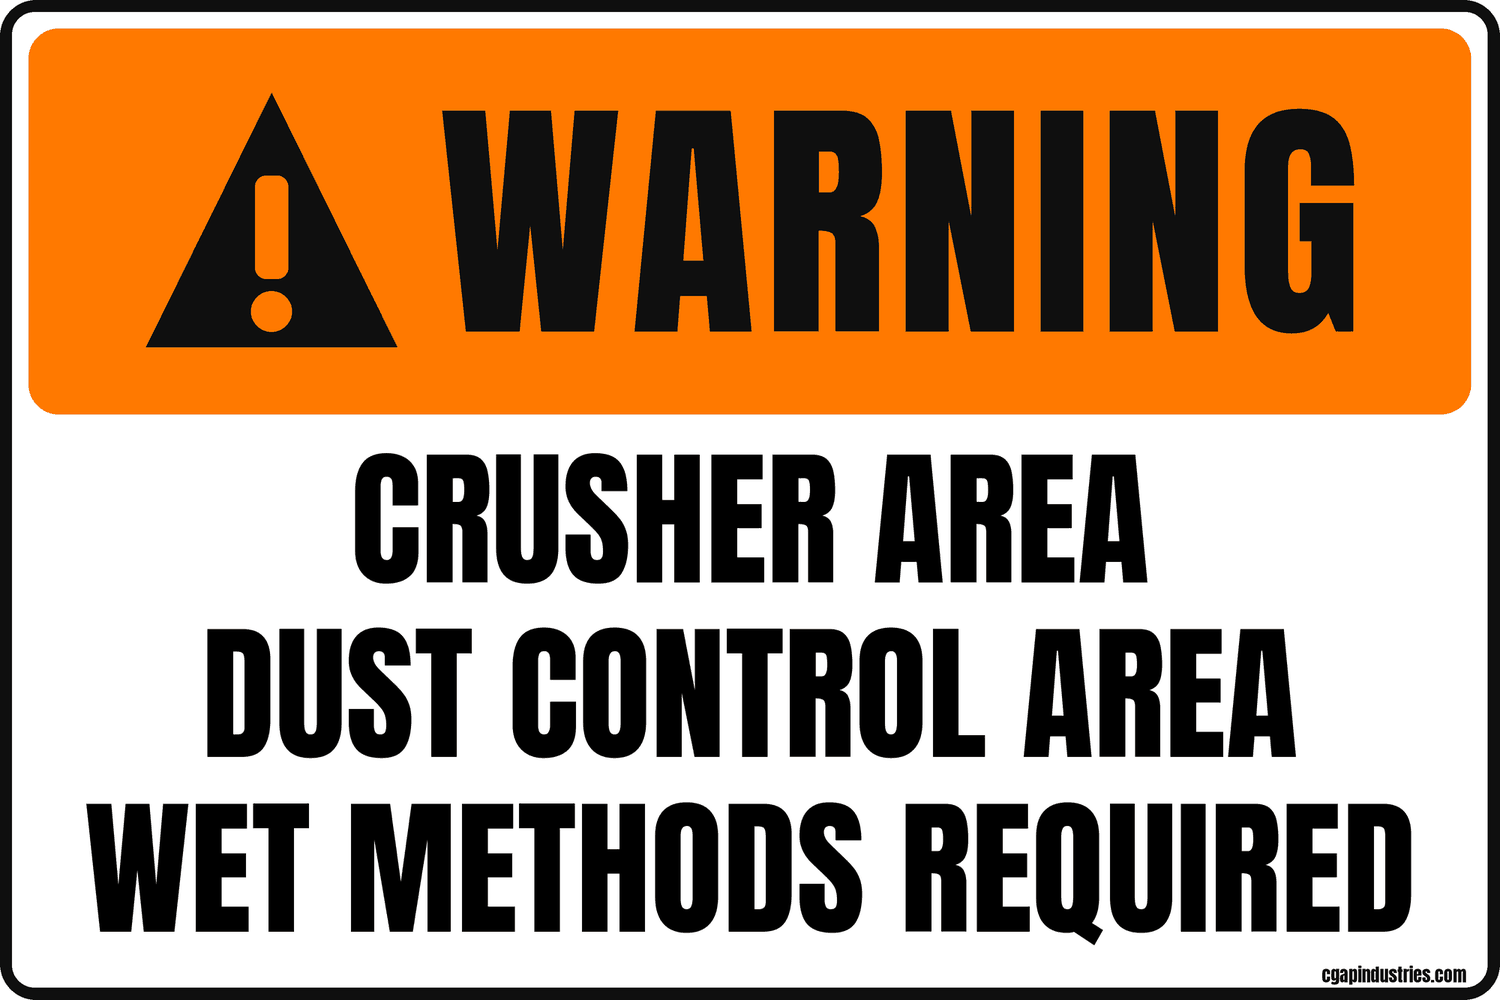 WARNING
CRUSHER AREA
DUST CONTROL AREA
WET METHODS REQUIRED
cgapindustries.com